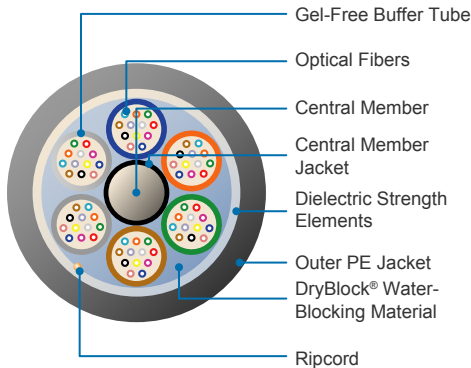 Gel-Free Buffer Tube
Optical Fibers
Central Member
Central Member
Jacket
Dielectric Strength
Elements
Outer PE Jacket
DryBlock® Water-
Blocking Material
Ripcord